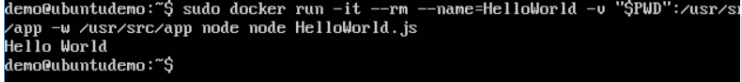 demo@ubuntudemo:~$ sudo docker run -it --rm --name=HelloWorld -v "$PWD":/usr/sr
/app -w /usr/src/app node node HelloWorld.js
Hello World
demo@ubuntudemo:~$